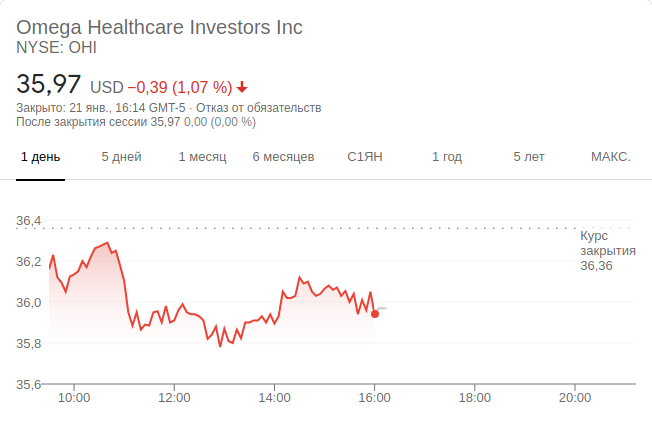 Omega Healthcare Investors Inc
NYSE: OHI
35,97 USD −0,39 (1,07 %)
Закрыто: 21 янв., 16:14 GMT-5 · Отказ от обязательств
После закрытия сессии 35,97 0,00 (0,00 %)
1 день 5 дней 1 месяц 6 месяцев С1ЯН 1 год 5 лет МАКС.
36,4
Курс
закрытия
36,36
36,2
36,0
35,8
35,6
10:00 12:00 14:00 16:00 18:00 20:00